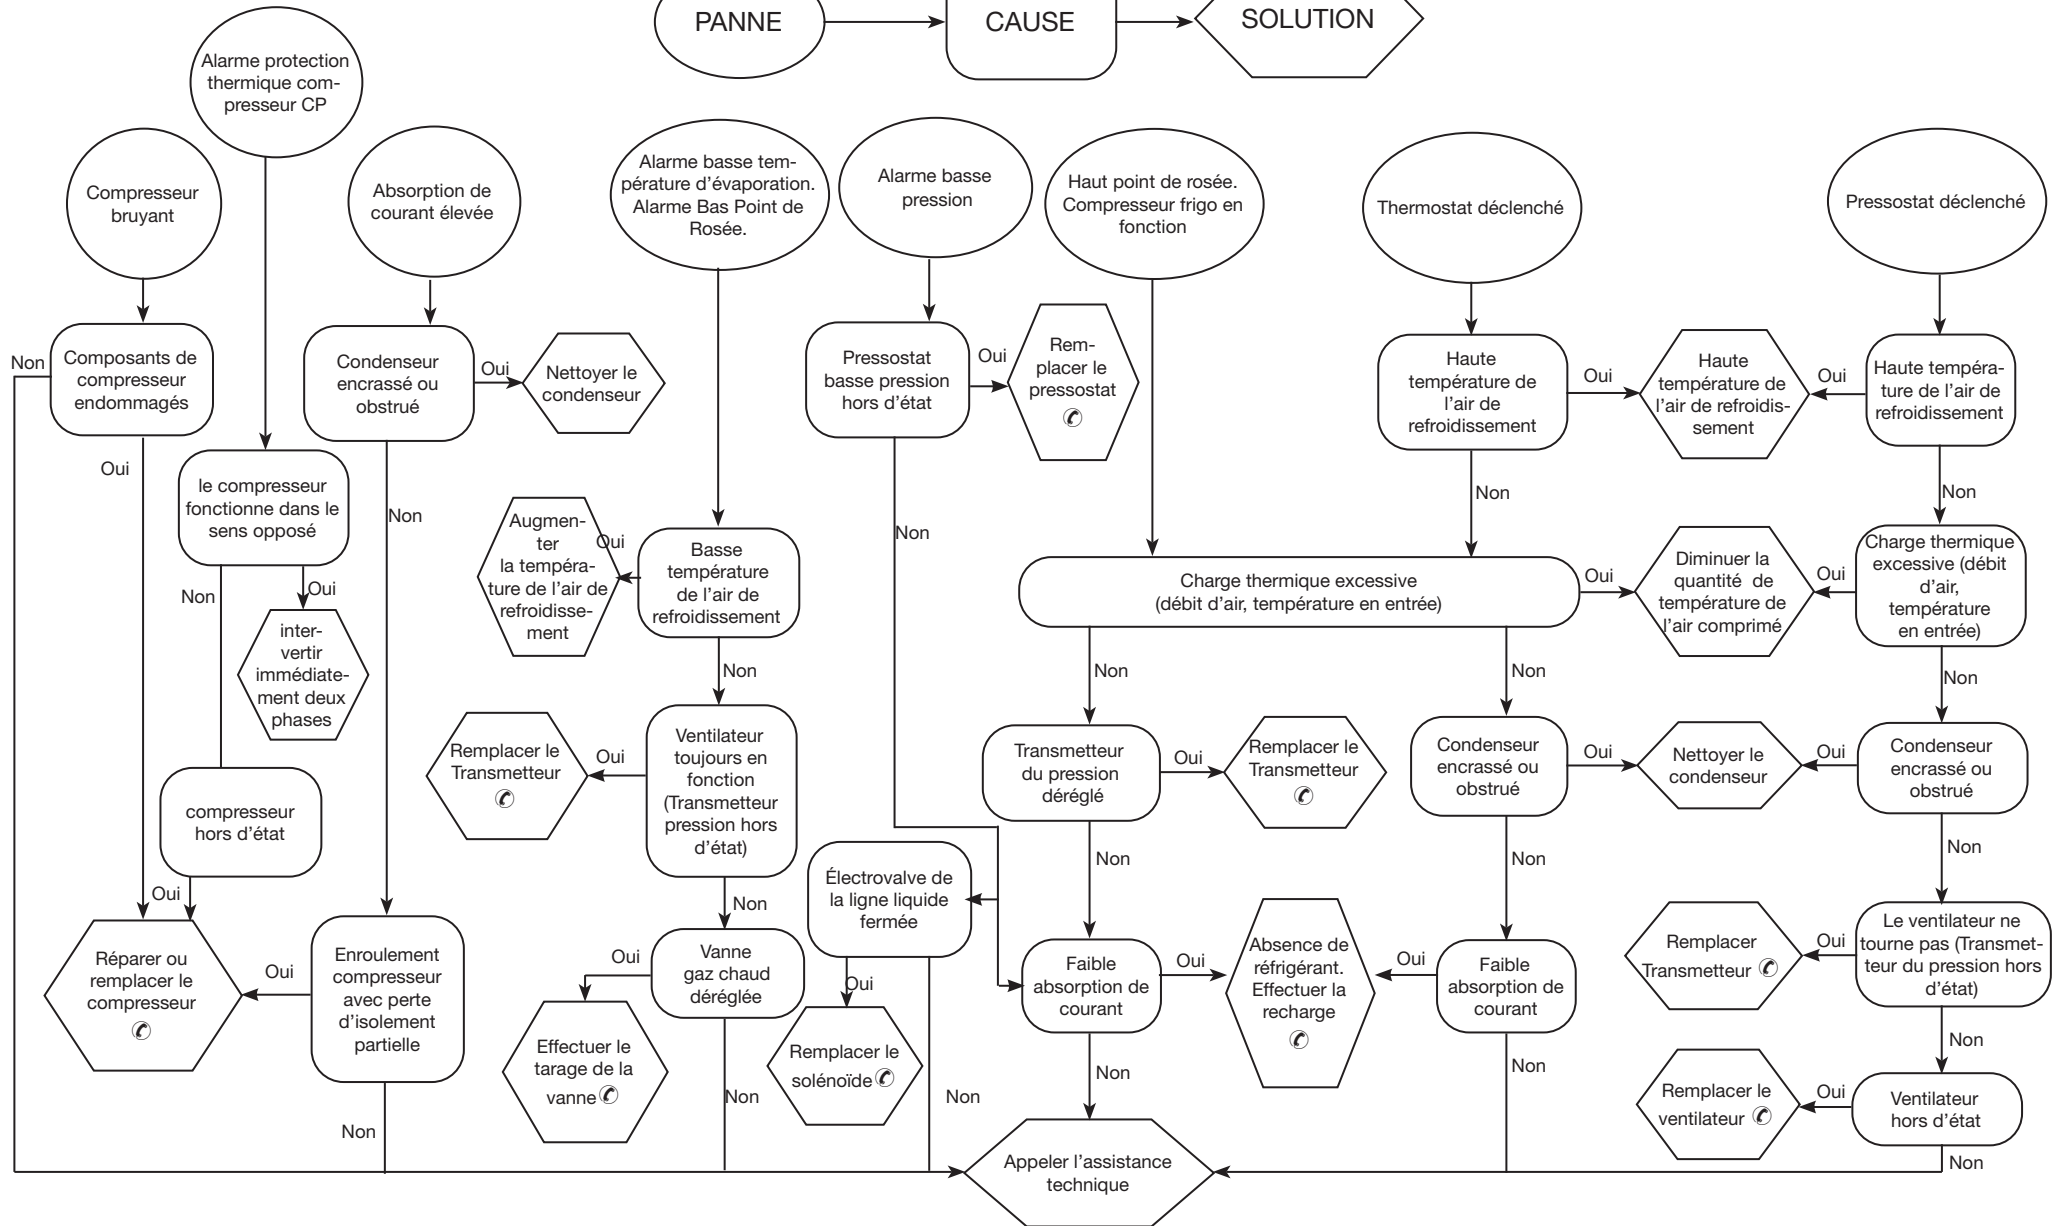 PANNE
CAUSE
SOLUTION
Alarme protection
thermique com-
presseur CP
Compresseur
bruyant
Absorption de
courant élevée
Alarme basse tem-
pérature d'évaporation.
Alarme Bas Point de
Rosée.
Alarme basse
pression
Haut point de rosée.
Compresseur frigo en
fonction
Thermostat déclenché
Pressostat déclenché
Non
Composants de
compresseur
endommagés
Oui
Condenseur
encrassé ou
obstrué
Oui
Nettoyer le
condenseur
Non
Pressostat
basse pression
hors d'état
Oui
Rem-
placer le
pressostat
Non
Haute
température de
l'air de
refroidissement
Oui
Haute
température de
l'air de refroidis-
sement
Oui
Haute tempéra-
ture de l'air de
refroidissement
Non
Non
le compresseur
fonctionne dans le
sens opposé
Non
Oui
inter-
vertir
immédiate-
ment deux
phases
Augmen-
ter
la tempéra-
ture de l'air de
refroidisse-
ment
Oui
Basse
température
de l'air de
refroidissement
Non
Charge thermique excessive
(débit d'air, température en entrée)
Oui
Diminuer la
quantité de
température de
l'air comprimé
Oui
Charge thermique
excessive (débit
d'air,
température
en entrée)
Non
Non
Non
Remplacer le
Transmetteur
Oui
Ventilateur
toujours en
fonction
(Transmetteur
pression hors
d'état)
Non
Transmetteur
du pression
déréglé
Oui
Remplacer le
Transmetteur
Non
Condenseur
encrassé ou
obstrué
Oui
Nettoyer le
condenseur
Oui
Condenseur
encrassé ou
obstrué
Non
Non
compresseur
hors d'état
Oui
Réparer ou
remplacer le
compresseur
Oui
Enroulement
compresseur
avec perte
d'isolement
partielle
Non
Oui
Vanne
gaz chaud
déréglée
Effectuer le
tarage de la
vanne
Non
Électrovalve de
la ligne liquide
fermée
Oui
Remplacer le
solénoïde
Non
Faible
absorption de
courant
Oui
Absence de
réfrigérant.
Effectuer la
recharge
Oui
Faible
absorption de
courant
Non
Non
Remplacer
Transmetteur
Oui
Le ventilateur ne
tourne pas (Transmet-
teur du pression hors
d'état)
Non
Remplacer le
ventilateur
Oui
Ventilateur
hors d'état
Non
Appeler l'assistance
technique